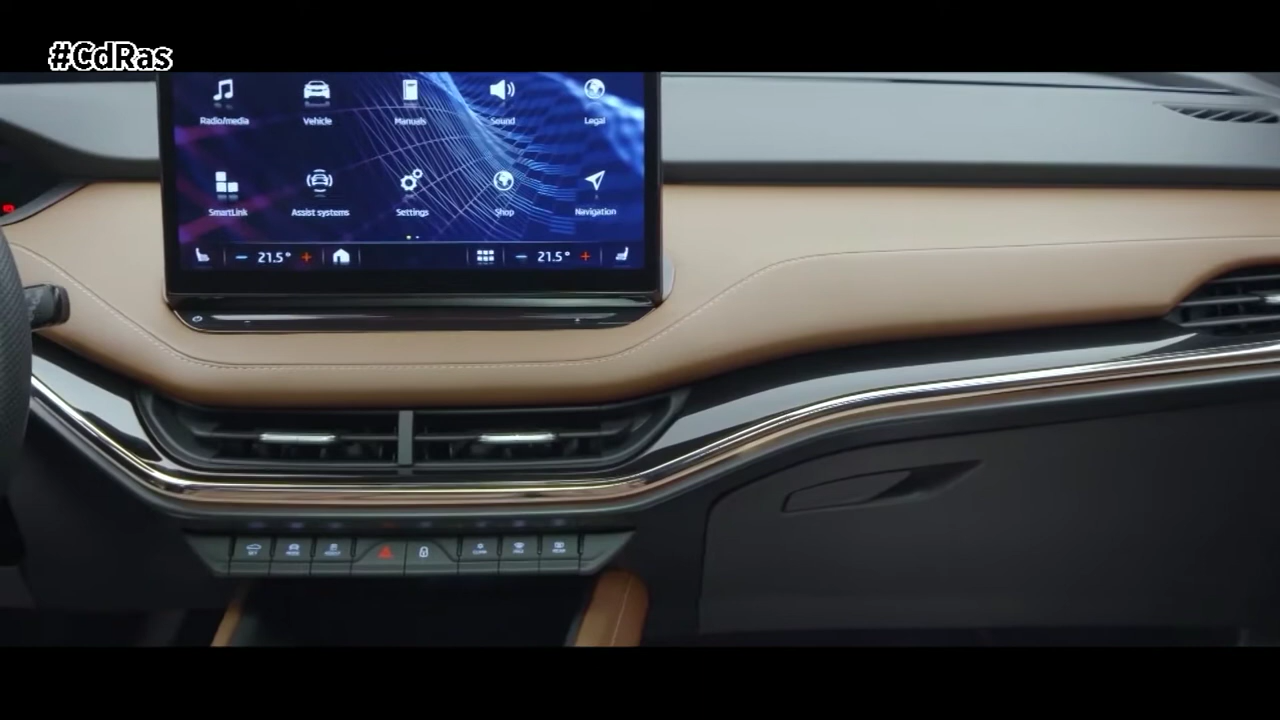 #CdRas
Radio/media Vehicle Manuals Sound Legal
SmartLink Assist systems Settings Shop Navigation
21.5° 21.5°